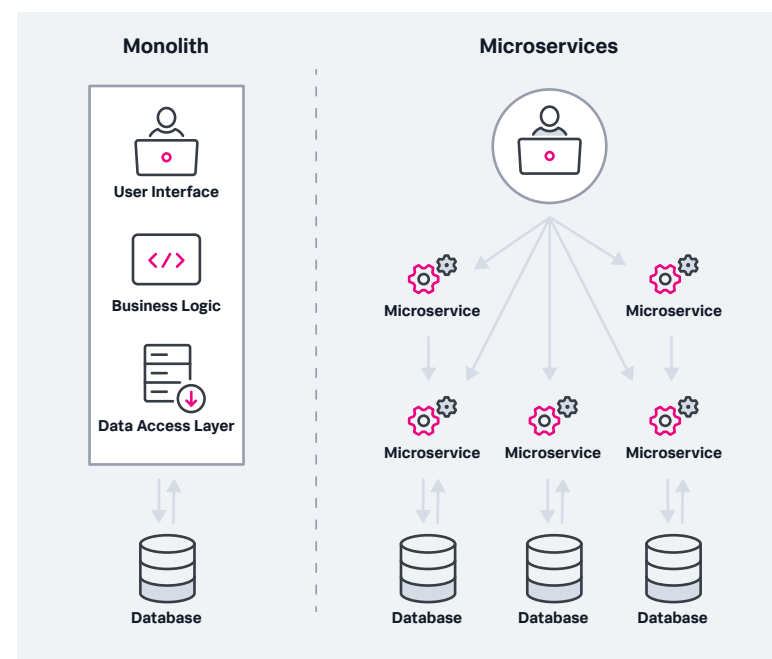 Monolith
Microservices
User Interface
Business Logic
Data Access Layer
Database
Microservice
Microservice
Microservice
Microservice
Microservice
Database
Database
Database